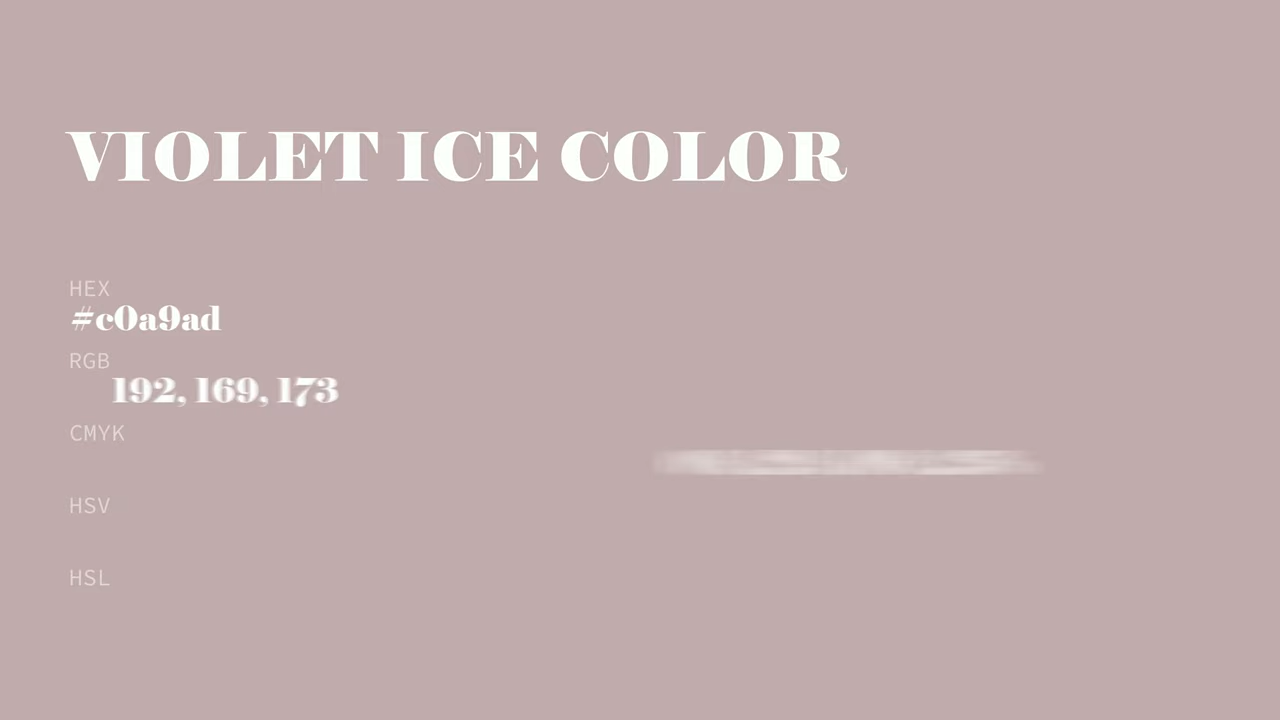 VIOLET ICE COLOR
HEX
#c0a9ad
RGB
192, 169, 173
CMYK
HSV
HSL